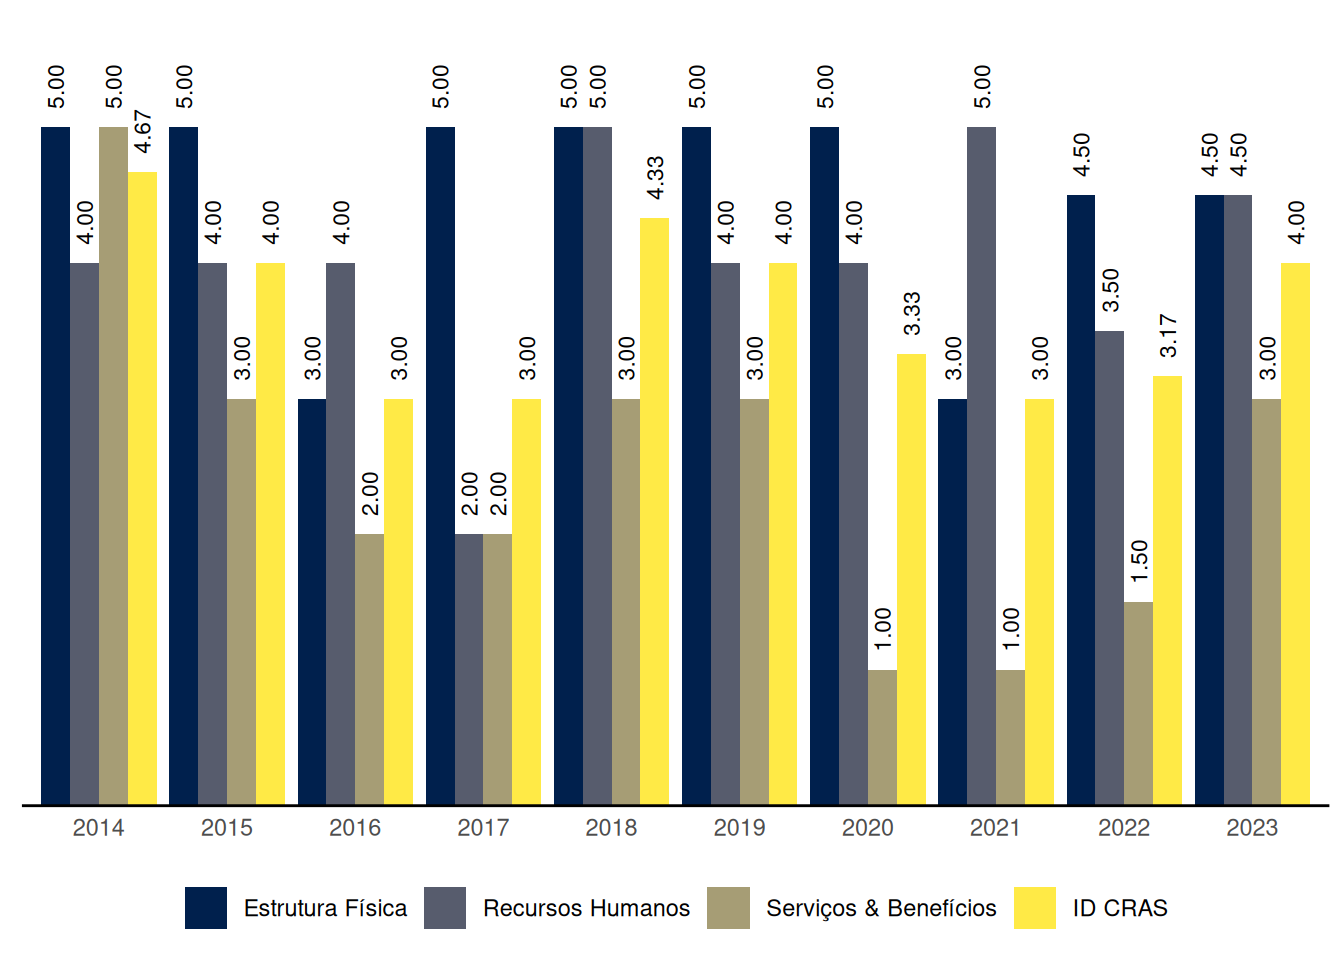 5.00 4.00 5.00 4.67 5.00 4.00 3.00 4.00 3.00 4.00 2.00 3.00 5.00 2.00 2.00 3.00 5.00 5.00 3.00 4.33 5.00 4.00 3.00 4.00 5.00 4.00 1.00 3.33 3.00 5.00 1.00 3.00 4.50 3.50 1.50 3.17 4.50 4.50 3.00 4.00
2014 2015 2016 2017 2018 2019 2020 2021 2022 2023
Estrutura Física Recursos Humanos Serviços & Benefícios ID CRAS